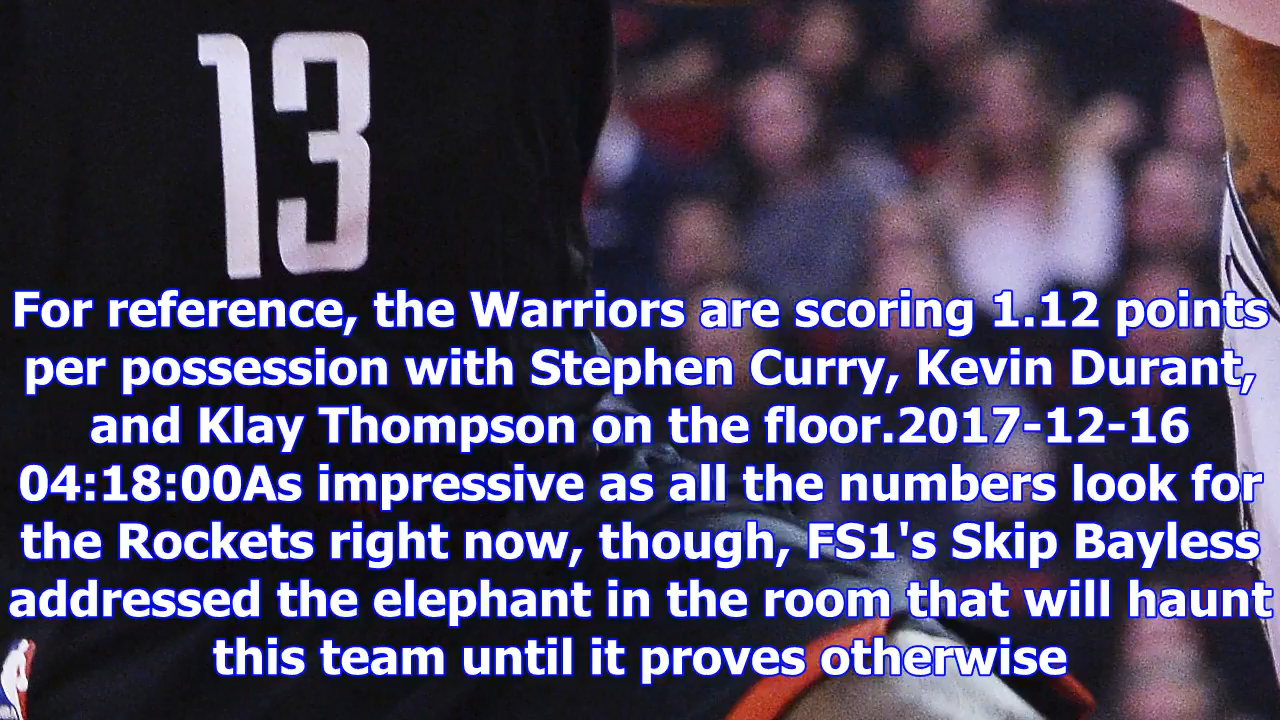 13
For reference, the Warriors are scoring 1.12 points
per possession with Stephen Curry, Kevin Durant,
and Klay Thompson on the floor.2017-12-16
04:18:00As impressive as all the numbers look for
the Rockets right now, though, FS1's Skip Bayless
addressed the elephant in the room that will haunt
this team until it proves otherwise